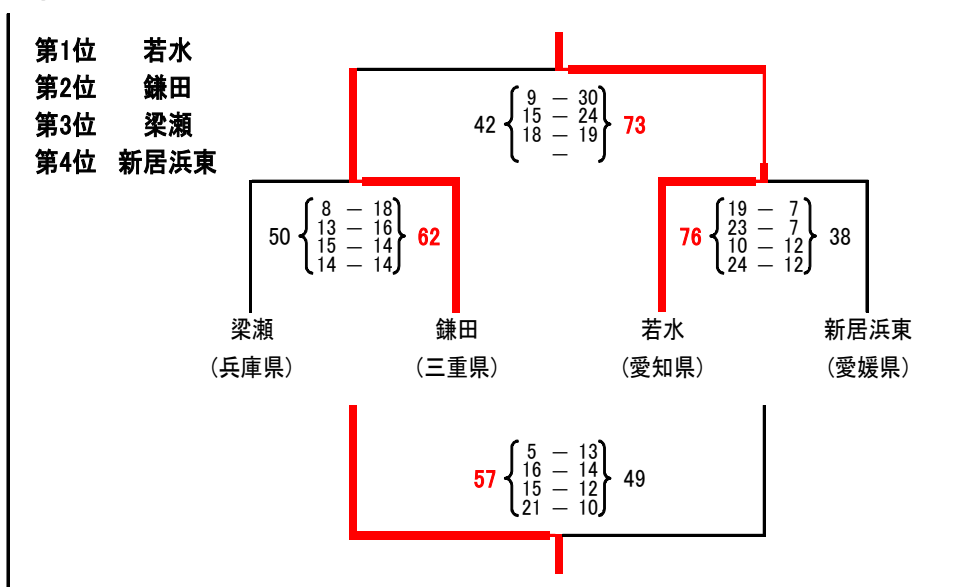 第1位 若水
第2位 鎌田
第3位 梁瀬
第4位 新居浜東
42 9 － 30 73
15 － 24
18 － 19
－
50 8 － 18 62
13 － 16
15 － 14
14 － 14
76 19 － 7 38
23 － 7
10 － 12
24 － 12
梁瀬 鎌田 若水 新居浜東
(兵庫県) (三重県) (愛知県) (愛媛県)
57 5 － 13 49
16 － 14
15 － 12
21 － 10